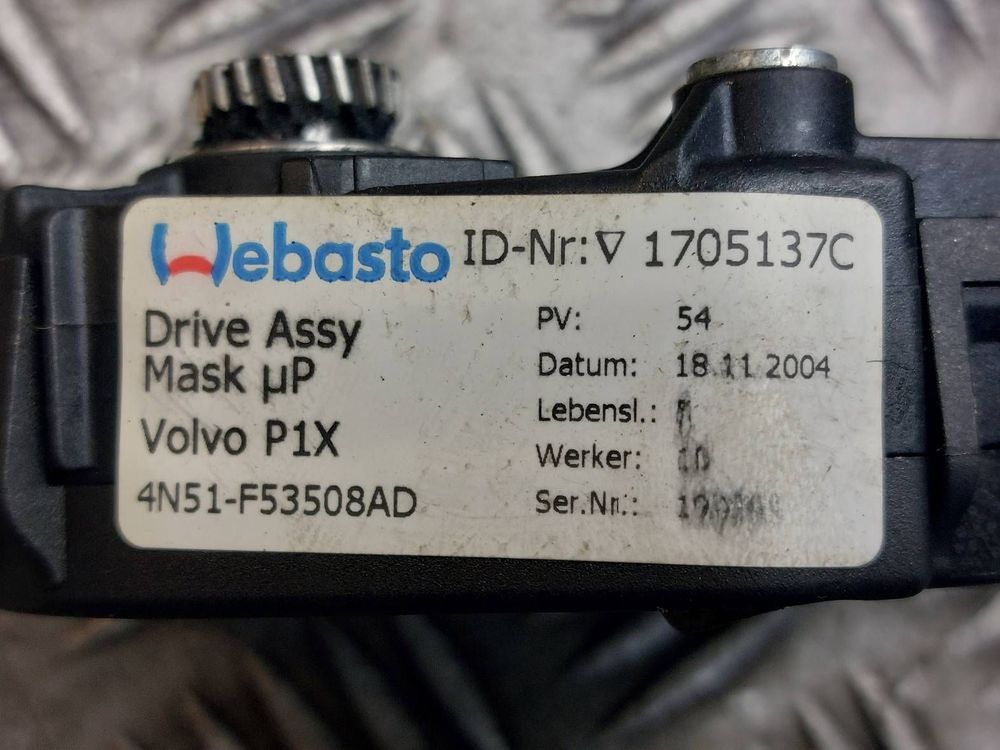 Webasto ID-Nr:∇ 1705137C
Drive Assy
Mask µP
Volvo P1X
4N51-F53508AD
PV: 54
Datum: 18 11 2004
Lebensl.:
Werker: 10
Ser.Nr.: